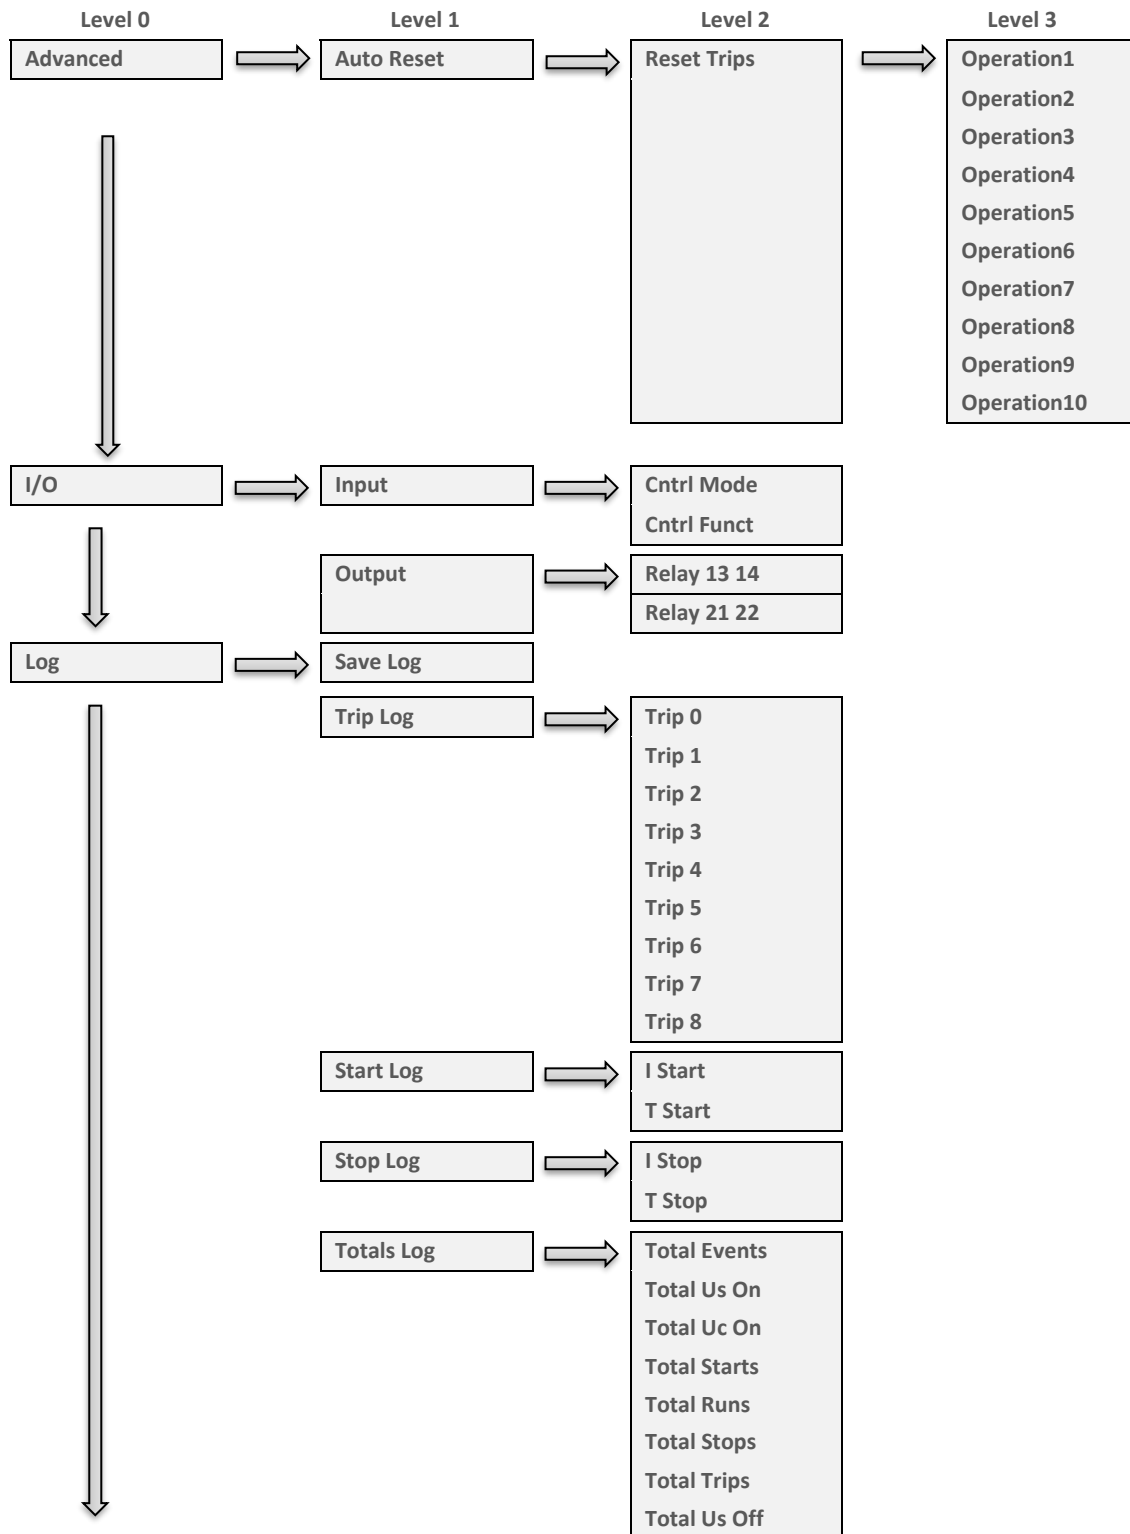 Level 0 Level 1 Level 2 Level 3
Advanced Auto Reset Reset Trips Operation1
Operation2
Operation3
Operation4
Operation5
Operation6
Operation7
Operation8
Operation9
Operation10
I/O Input Cntrl Mode
Cntrl Funct
Output Relay 13 14
Relay 21 22
Log Save Log
Trip Log Trip 0
Trip 1
Trip 2
Trip 3
Trip 4
Trip 5
Trip 6
Trip 7
Trip 8
Start Log I Start
T Start
Stop Log I Stop
T Stop
Totals Log Total Events
Total Us On
Total Uc On
Total Starts
Total Runs
Total Stops
Total Trips
Total Us Off